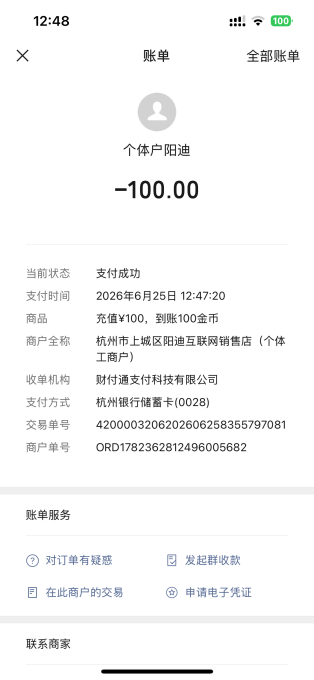 12:48
100
账单
全部账单
个体户阳迪
-100.00
当前状态 支付成功
支付时间 2026年6月25日 12:47:20
商品 充值¥100，到账100金币
商户全称 杭州市上城区阳迪互联网销售店（个体
工商户）
收单机构 财付通支付科技有限公司
支付方式 杭州银行储蓄卡(0028)
交易单号 4200003206202606258355797081
商户单号 ORD1782362812496005682
账单服务
对订单有疑惑 发起群收款
在此商户的交易 申请电子凭证
联系商家